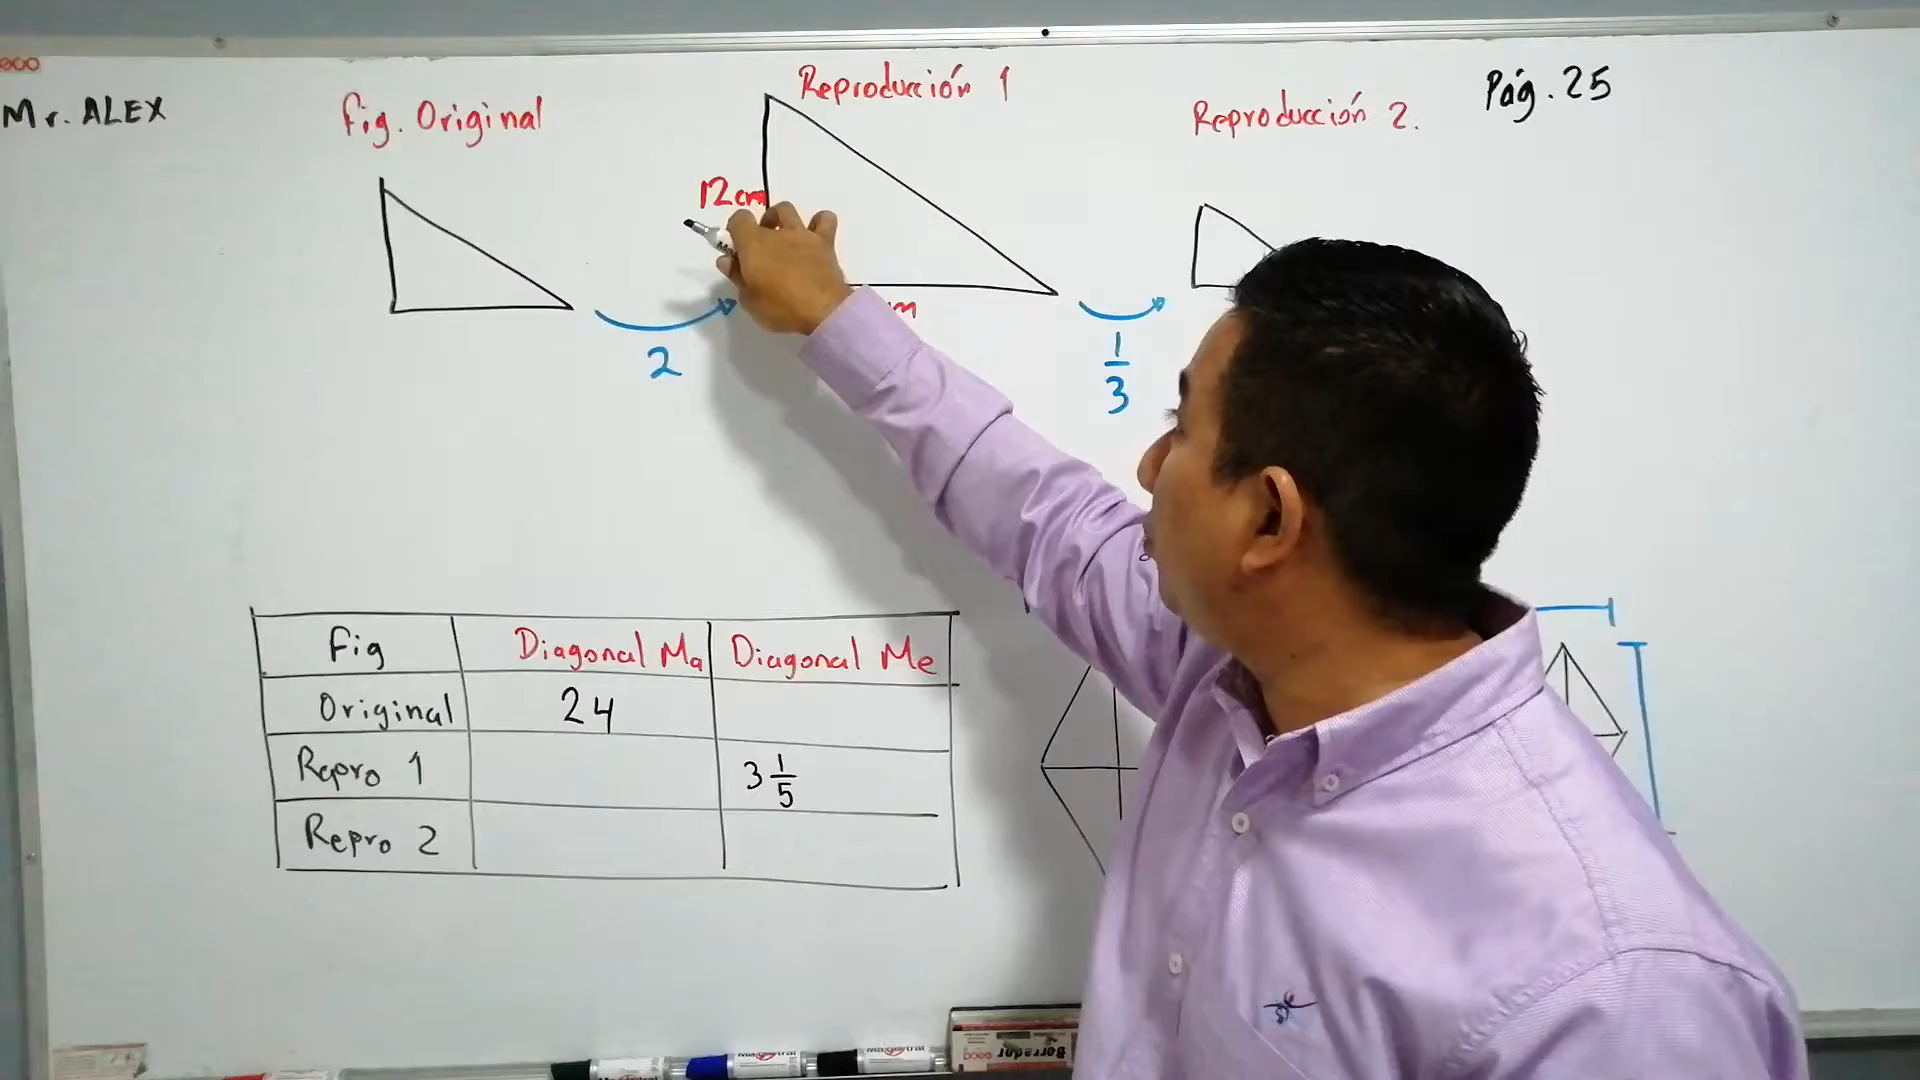 Mr. ALEX
Fig. Original
Reproducción 1
Reproducción 2.
Pág. 25
12cm
2
1
3
Fig
Diagonal Ma
Diagonal Me
Original
24
Repro 1
3 1/5
Repro 2
Borrador